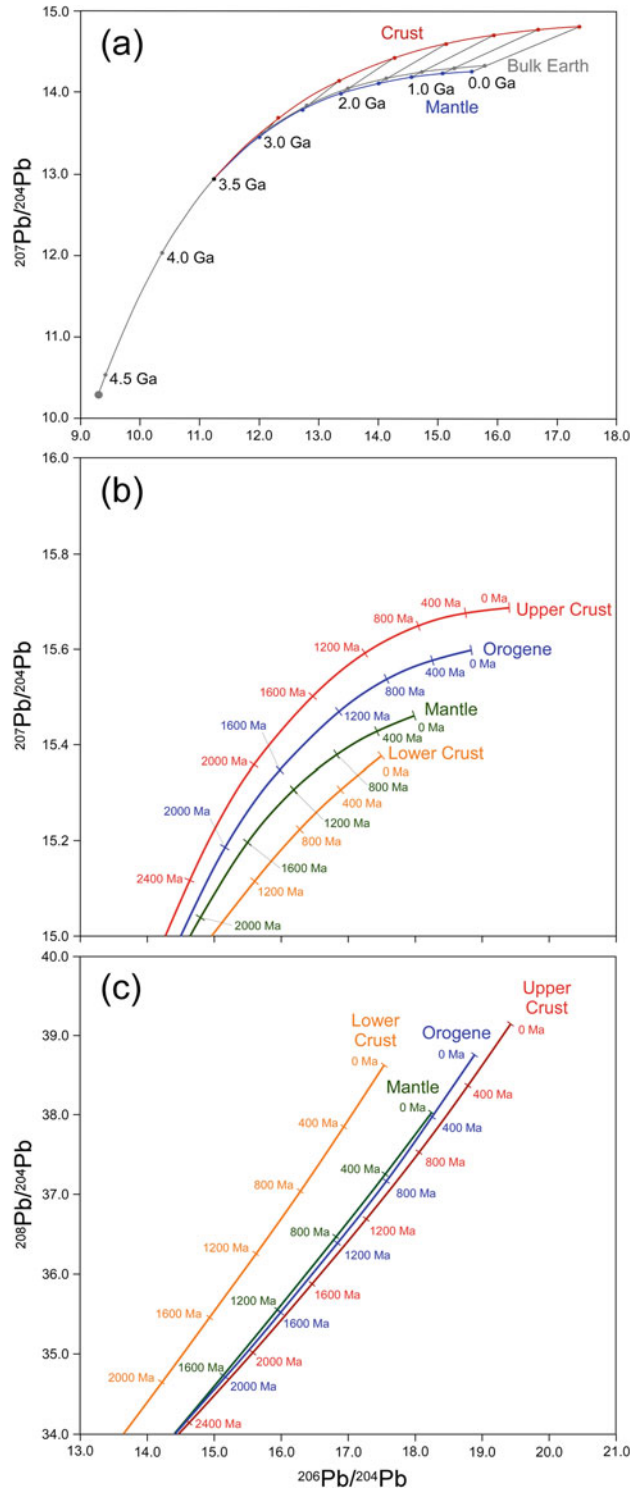 15.0
(a)
Crust
Bulk Earth
14.0
0.0 Ga
1.0 Ga
2.0 Ga
Mantle
3.0 Ga
13.0
3.5 Ga
207Pb/204Pb
12.0
4.0 Ga
11.0
4.5 Ga
10.0
9.0 10.0 11.0 12.0 13.0 14.0 15.0 16.0 17.0 18.0
16.0
(b)
15.8
0 Ma
400 Ma
Upper Crust
800 Ma
15.6
1200 Ma
Orogene
0 Ma
400 Ma
800 Ma
1600 Ma
Mantle
1600 Ma
1200 Ma
0 Ma
400 Ma
15.4
2000 Ma
Lower Crust
0 Ma
800 Ma
400 Ma
207Pb/204Pb
2000 Ma
1200 Ma
15.2
800 Ma
1600 Ma
2400 Ma
1200 Ma
2000 Ma
15.0
40.0
(c)
Upper
Crust
Lower
Crust
Orogene
39.0
0 Ma
0 Ma
0 Ma
Mantle
400 Ma
0 Ma
38.0
400 Ma
400 Ma
800 Ma
208Pb/204Pb
400 Ma
37.0
800 Ma
800 Ma
800 Ma
1200 Ma
1200 Ma
1200 Ma
36.0
1600 Ma
1200 Ma
1600 Ma
1600 Ma
35.0
2000 Ma
1600 Ma
2000 Ma
2000 Ma
2400 Ma
34.0
13.0 14.0 15.0 16.0 17.0 18.0 19.0 20.0 21.0
206Pb/204Pb